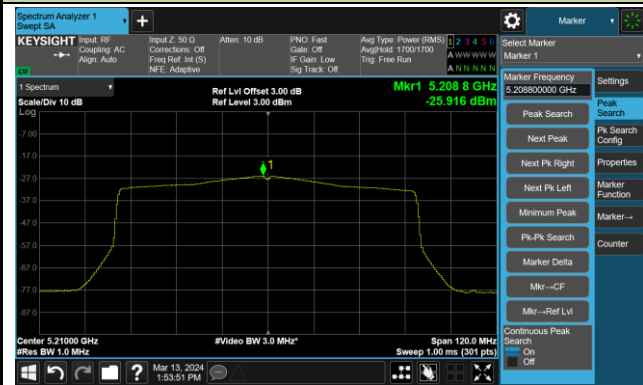 Spectrum Analyzer 1
Swept SA
+
Marker
KEYSIGHT
Input: RF
Coupling: AC
Align: Auto
Input Z: 50 Ω
Corrections: Off
Freq Ref: Int (S)
NFE: Adaptive
Atten: 10 dB
PNO: Fast
Gate: Off
IF Gain: Low
Sig Track: Off
Avg Type: Power (RMS)
Avg|Hold: 1700/1700
Trig: Free Run
1 2 3 4 5 6
A W W W W W
A N N N N N
LXI
Select Marker
Marker 1
1 Spectrum
Scale/Div 10 dB
Ref Lvl Offset 3.00 dB
Ref Level 3.00 dBm
Mkr1 5.208 8 GHz
-25.916 dBm
Log
-7.00
-17.0
-27.0
-37.0
-47.0
-57.0
-67.0
-77.0
-87.0
1
Center 5.21000 GHz
#Res BW 1.0 MHz
#Video BW 3.0 MHz*
Span 120.0 MHz
Sweep 1.00 ms (301 pts)
Marker Frequency
5.208800000 GHz
Peak Search
Next Peak
Next Pk Right
Next Pk Left
Minimum Peak
Pk-Pk Search
Marker Delta
Mkr→CF
Mkr→Ref Lvl
Continuous Peak
Search
On
Off
Settings
Peak
Search
Pk Search
Config
Properties
Marker
Function
Marker→
Counter
?
Mar 13, 2024
1:53:51 PM